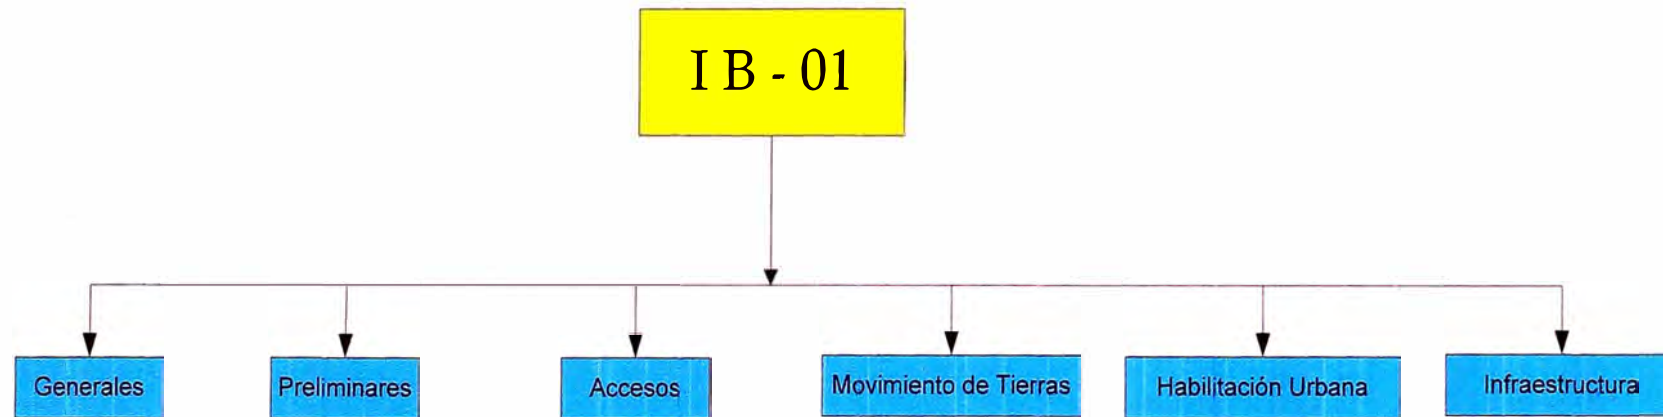 I B - 01
Generales
Preliminares
Accesos
Movimiento de Tierras
Habilitación Urbana
Infraestructura